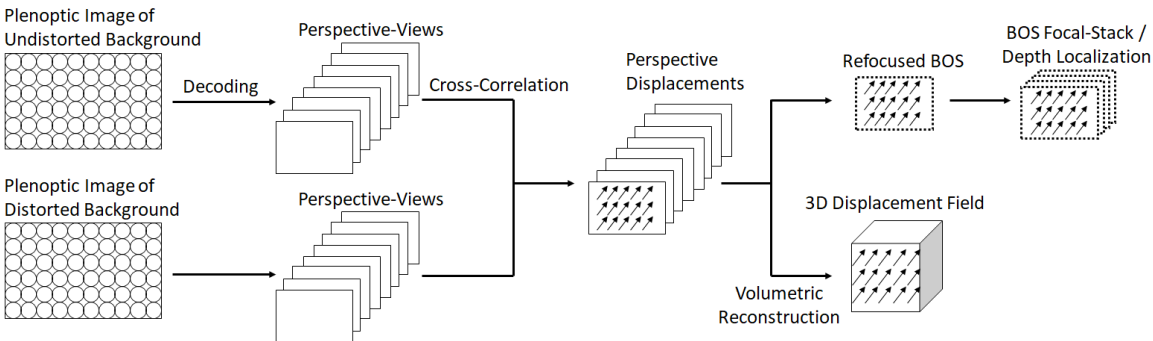 Plenoptic Image of
Undistorted Background
Decoding
Perspective-Views
Cross-Correlation
Plenoptic Image of
Distorted Background
Perspective-Views
Perspective
Displacements
Refocused BOS
BOS Focal-Stack /
Depth Localization
3D Displacement Field
Volumetric
Reconstruction